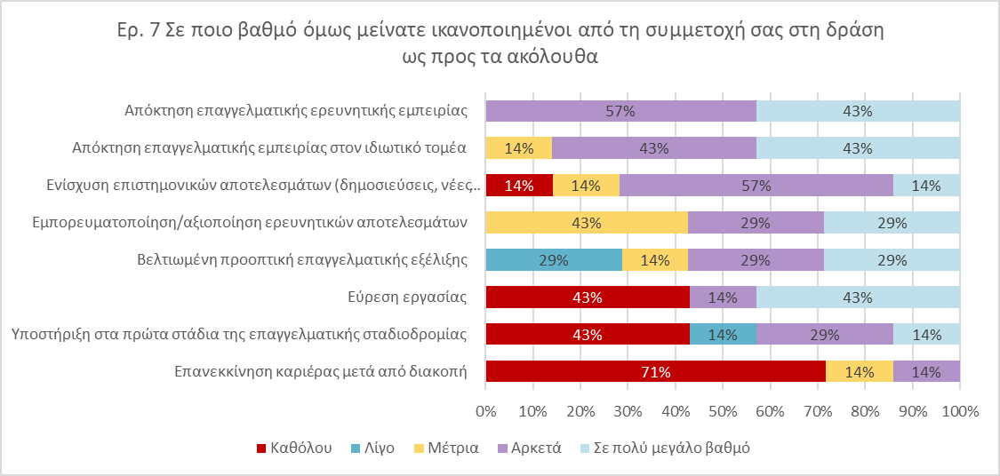 Ερ. 7 Σε ποιο βαθμό όμως μείνατε ικανοποιημένοι από τη συμμετοχή σας στη δράση
ως προς τα ακόλουθα
Απόκτηση επαγγελματικής ερευνητικής εμπειρίας
57% 43%
Απόκτηση επαγγελματικής εμπειρίας στον ιδιωτικό τομέα
14% 43% 43%
Ενίσχυση επιστημονικών αποτελεσμάτων (δημοσιεύσεις, νέες...
14% 14% 57% 14%
Εμπορευματοποίηση/αξιοποίηση ερευνητικών αποτελεσμάτων
43% 29% 29%
Βελτιωμένη προοπτική επαγγελματικής εξέλιξης
29% 14% 29% 29%
Εύρεση εργασίας
43% 14% 43%
Υποστήριξη στα πρώτα στάδια της επαγγελματικής σταδιοδρομίας
43% 14% 29% 14%
Επανεκκίνηση καριέρας μετά από διακοπή
71% 14% 14%
0% 10% 20% 30% 40% 50% 60% 70% 80% 90% 100%
Καθόλου Λίγο Μέτρια Αρκετά Σε πολύ μεγάλο βαθμό